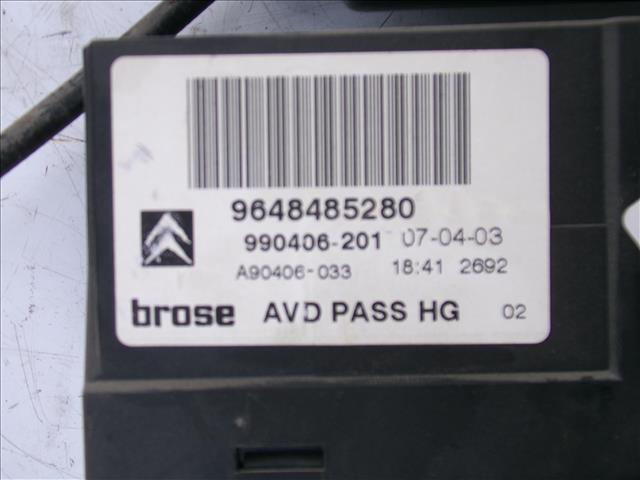 9648485280
990406-201 07-04-03
A90406-033 18:41 2692
brose AVD PASS HG 02